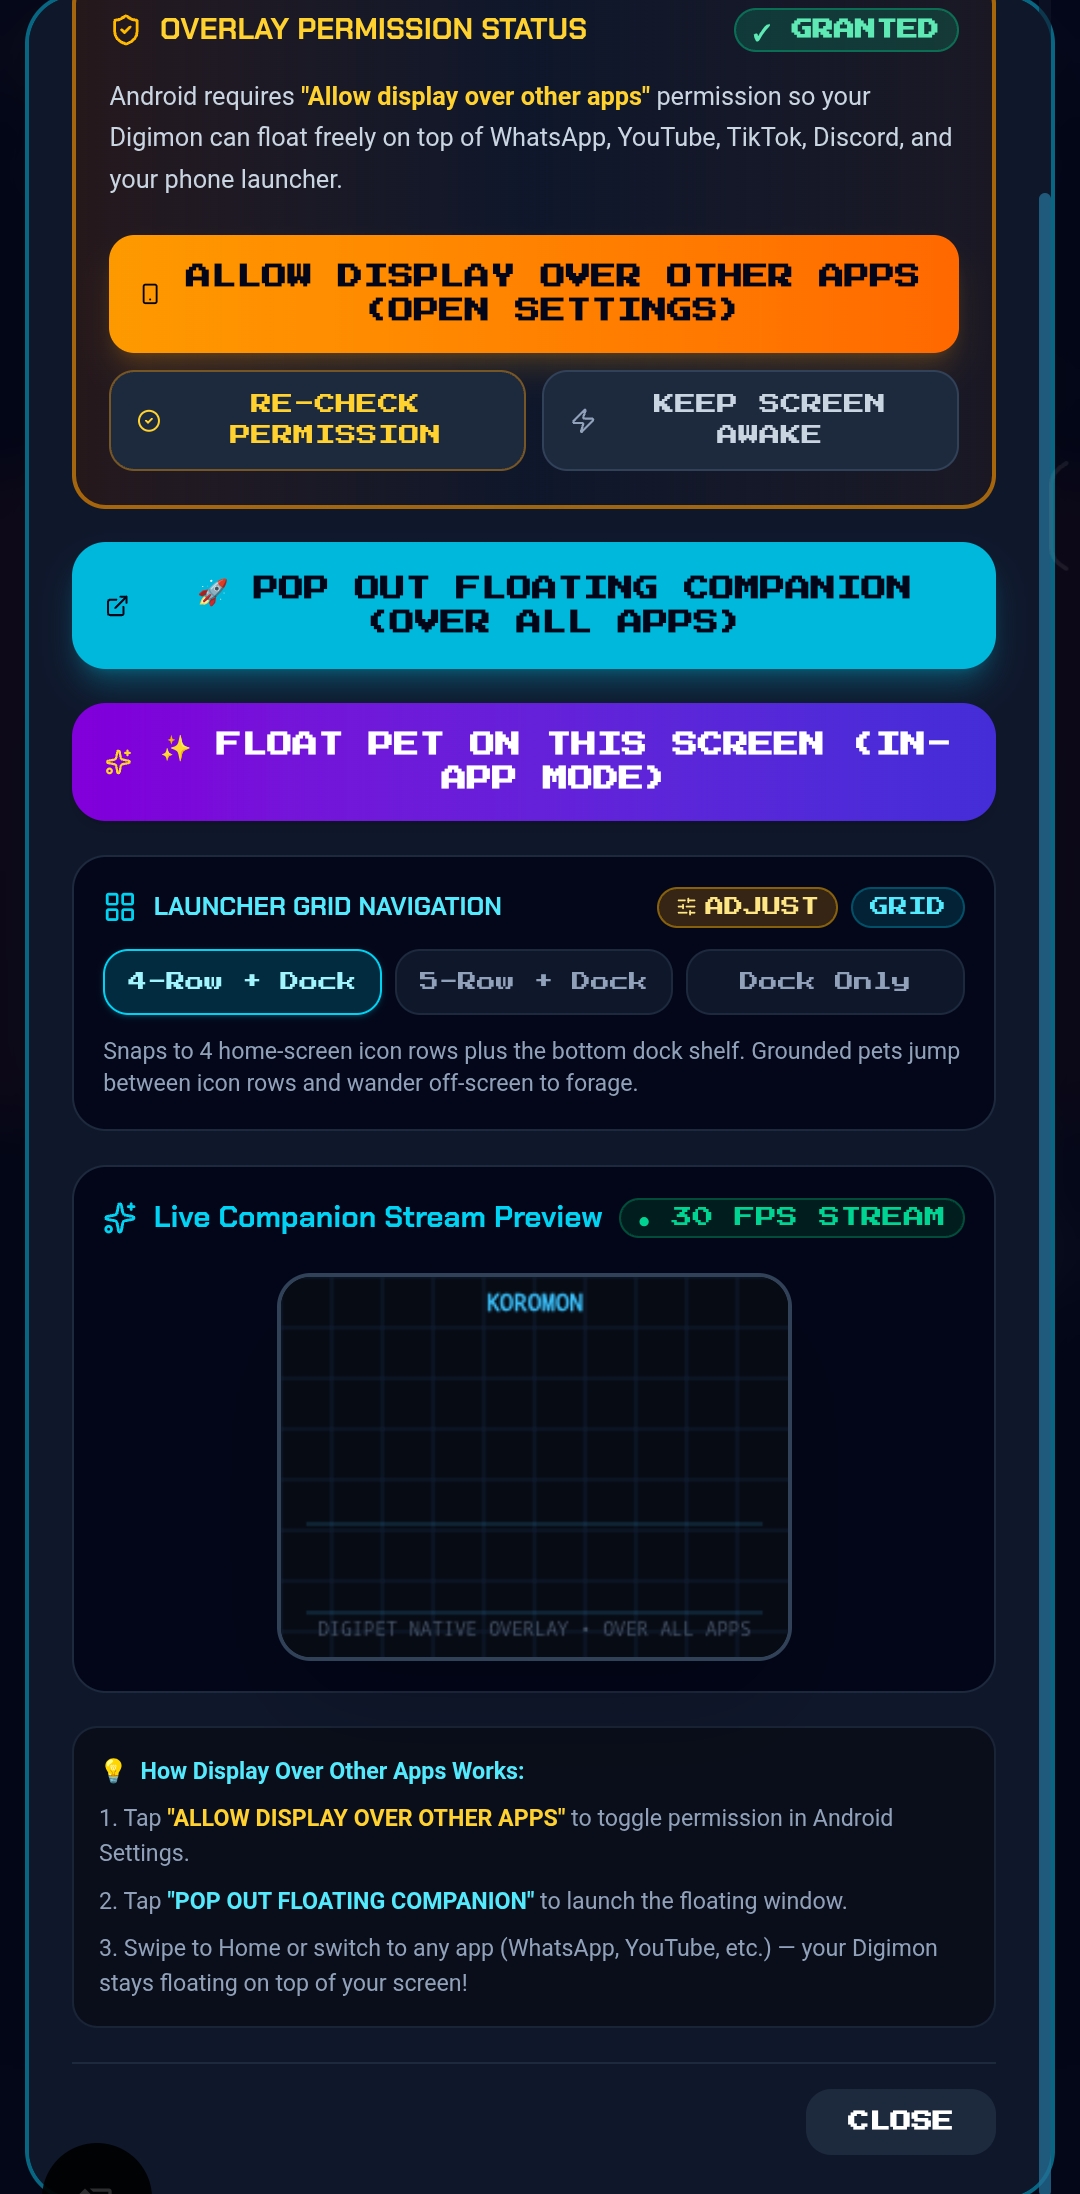 OVERLAY PERMISSION STATUS
✓ GRANTED
Android requires "Allow display over other apps" permission so your
Digimon can float freely on top of WhatsApp, YouTube, TikTok, Discord, and
your phone launcher.
ALLOW DISPLAY OVER OTHER APPS
(OPEN SETTINGS)
RE-CHECK
PERMISSION
KEEP SCREEN
AWAKE
🚀 POP OUT FLOATING COMPANION
(OVER ALL APPS)
✨ FLOAT PET ON THIS SCREEN (IN-
APP MODE)
LAUNCHER GRID NAVIGATION
ADJUST
GRID
4-Row + Dock
5-Row + Dock
Dock Only
Snaps to 4 home-screen icon rows plus the bottom dock shelf. Grounded pets jump
between icon rows and wander off-screen to forage.
Live Companion Stream Preview
● 30 FPS STREAM
KOROMON
DIGIPET NATIVE OVERLAY • OVER ALL APPS
💡 How Display Over Other Apps Works:
1. Tap "ALLOW DISPLAY OVER OTHER APPS" to toggle permission in Android
Settings.
2. Tap "POP OUT FLOATING COMPANION" to launch the floating window.
3. Swipe to Home or switch to any app (WhatsApp, YouTube, etc.) — your Digimon
stays floating on top of your screen!
CLOSE